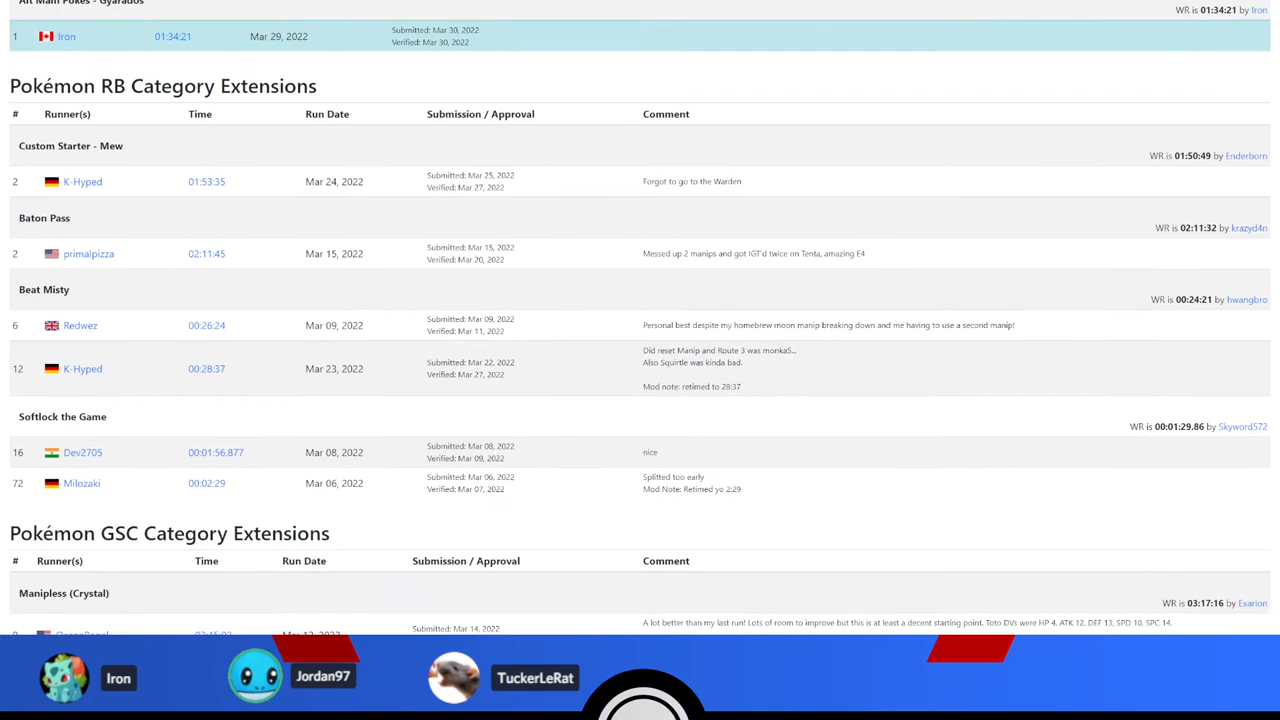 Alt Main Pokes - Gyarados
WR is 01:34:21 by Iron
1 Iron 01:34:21 Mar 29, 2022 Submitted: Mar 30, 2022
Verified: Mar 30, 2022
Pokémon RB Category Extensions
# Runner(s) Time Run Date Submission / Approval Comment
Custom Starter - Mew
WR is 01:50:49 by Enderborn
2 K-Hyped 01:53:35 Mar 24, 2022 Submitted: Mar 25, 2022 Forgot to go to the Warden
Verified: Mar 27, 2022
Baton Pass
WR is 02:11:32 by krazyd4n
2 primalpizza 02:11:45 Mar 15, 2022 Submitted: Mar 15, 2022 Messed up 2 manips and got IGT'd twice on Tenta, amazing E4
Verified: Mar 20, 2022
Beat Misty
WR is 00:24:21 by hwangbro
6 Redwez 00:26:24 Mar 09, 2022 Submitted: Mar 09, 2022 Personal best despite my homebrew moon manip breaking down and me having to use a second manip!
Verified: Mar 11, 2022
Did reset Manip and Route 3 was monkaS...
12 K-Hyped 00:28:37 Mar 23, 2022 Submitted: Mar 22, 2022 Also Squirtle was kinda bad.
Verified: Mar 27, 2022
Mod note: retimed to 28:37
Softlock the Game
WR is 00:01:29.86 by Skyword572
16 Dev2705 00:01:56.877 Mar 08, 2022 Submitted: Mar 08, 2022 nice
Verified: Mar 09, 2022
72 Milozaki 00:02:29 Mar 06, 2022 Submitted: Mar 06, 2022 Splitted too early
Verified: Mar 07, 2022 Mod Note: Retimed yo 2:29
Pokémon GSC Category Extensions
# Runner(s) Time Run Date Submission / Approval Comment
Manipless (Crystal)
WR is 03:17:16 by Exarion
A lot better than my last run! Lots of room to improve but this is at least a decent starting point. Toto DVs were HP 4, ATK 12, DEF 13, SPD 10, SPC 14.
Submitted: Mar 14, 2022
Iron Jordan97 TuckerLeRat